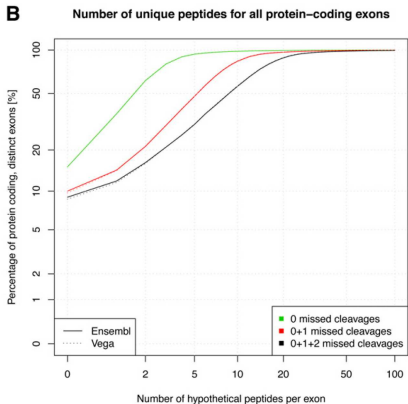 B
Number of unique peptides for all protein−coding exons
Percentage of protein coding, distinct exons [%]
100
50
20
10
5
2
1
0
Ensembl
Vega
0 missed cleavages
0+1 missed cleavages
0+1+2 missed cleavages
0 2 5 10 20 50 100
Number of hypothetical peptides per exon